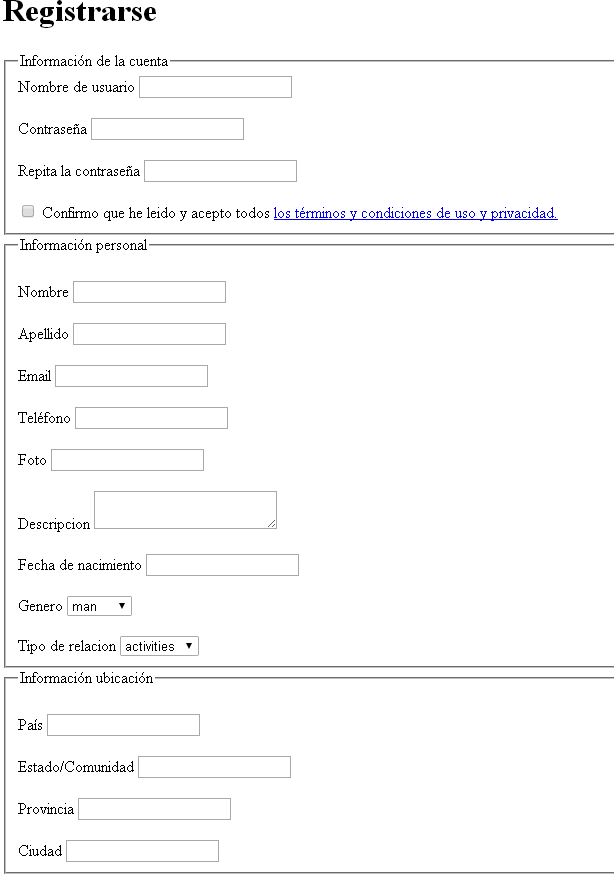 Registrarse
Información de la cuenta
Nombre de usuario
Contraseña
Repita la contraseña
Confirmo que he leido y acepto todos los términos y condiciones de uso y privacidad.
Información personal
Nombre
Apellido
Email
Teléfono
Foto
Descripcion
Fecha de nacimiento
Genero man
Tipo de relacion activities
Información ubicación
País
Estado/Comunidad
Provincia
Ciudad